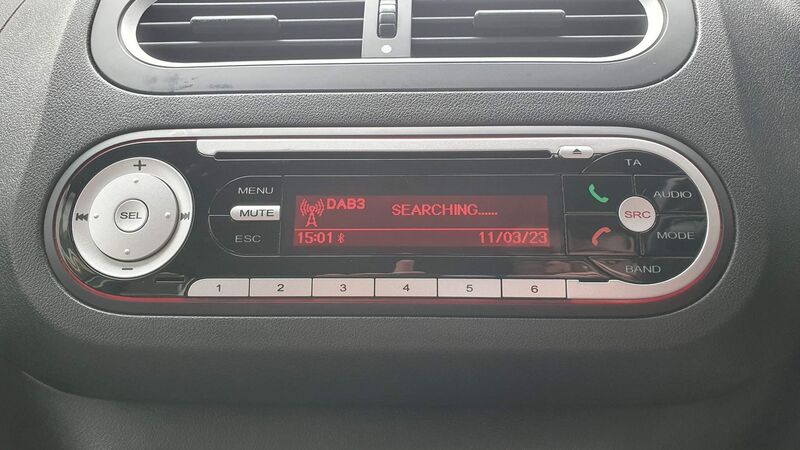 TA
MENU
AUDIO
DAB3 SEARCHING......
MUTE
SEL
SRC
ESC
15:01 11/03/23
MODE
BAND
1 2 3 4 5 6